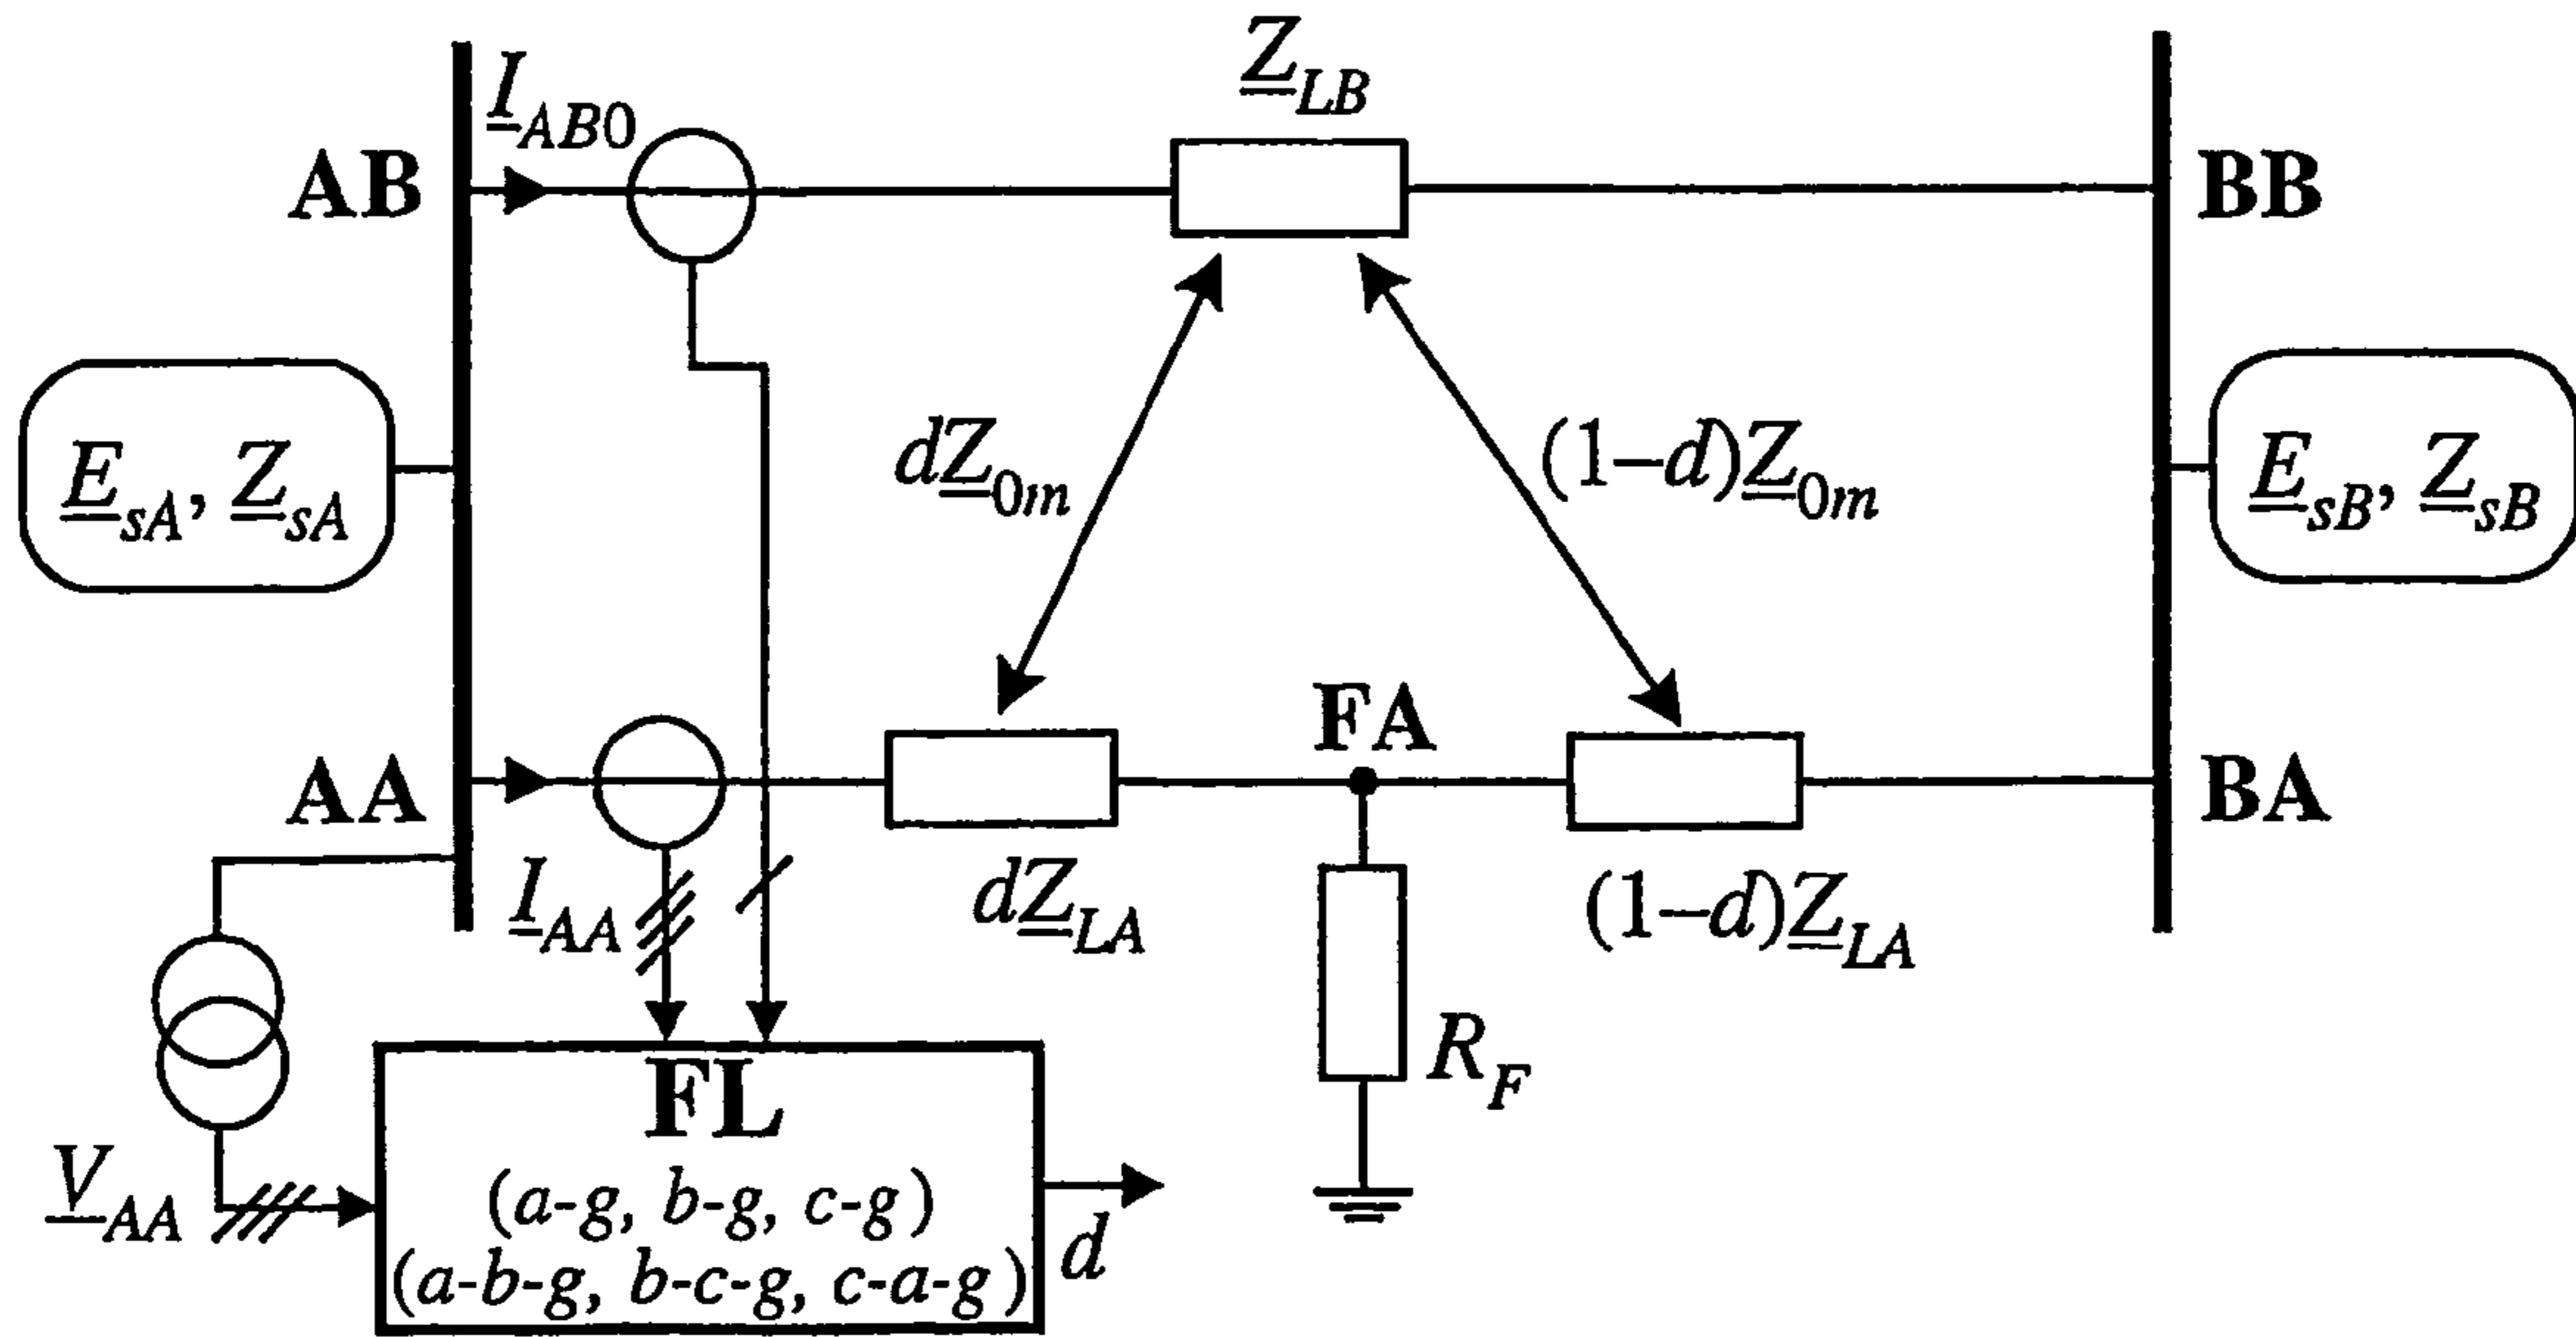 I_AB0
Z_LB
AB
BB
E_sA, Z_sA
dZ_0m
(1–d)Z_0m
E_sB, Z_sB
AA
FA
BA
I_AA
dZ_LA
(1–d)Z_LA
R_F
V_AA
FL
(a-g, b-g, c-g)
(a-b-g, b-c-g, c-a-g)
d